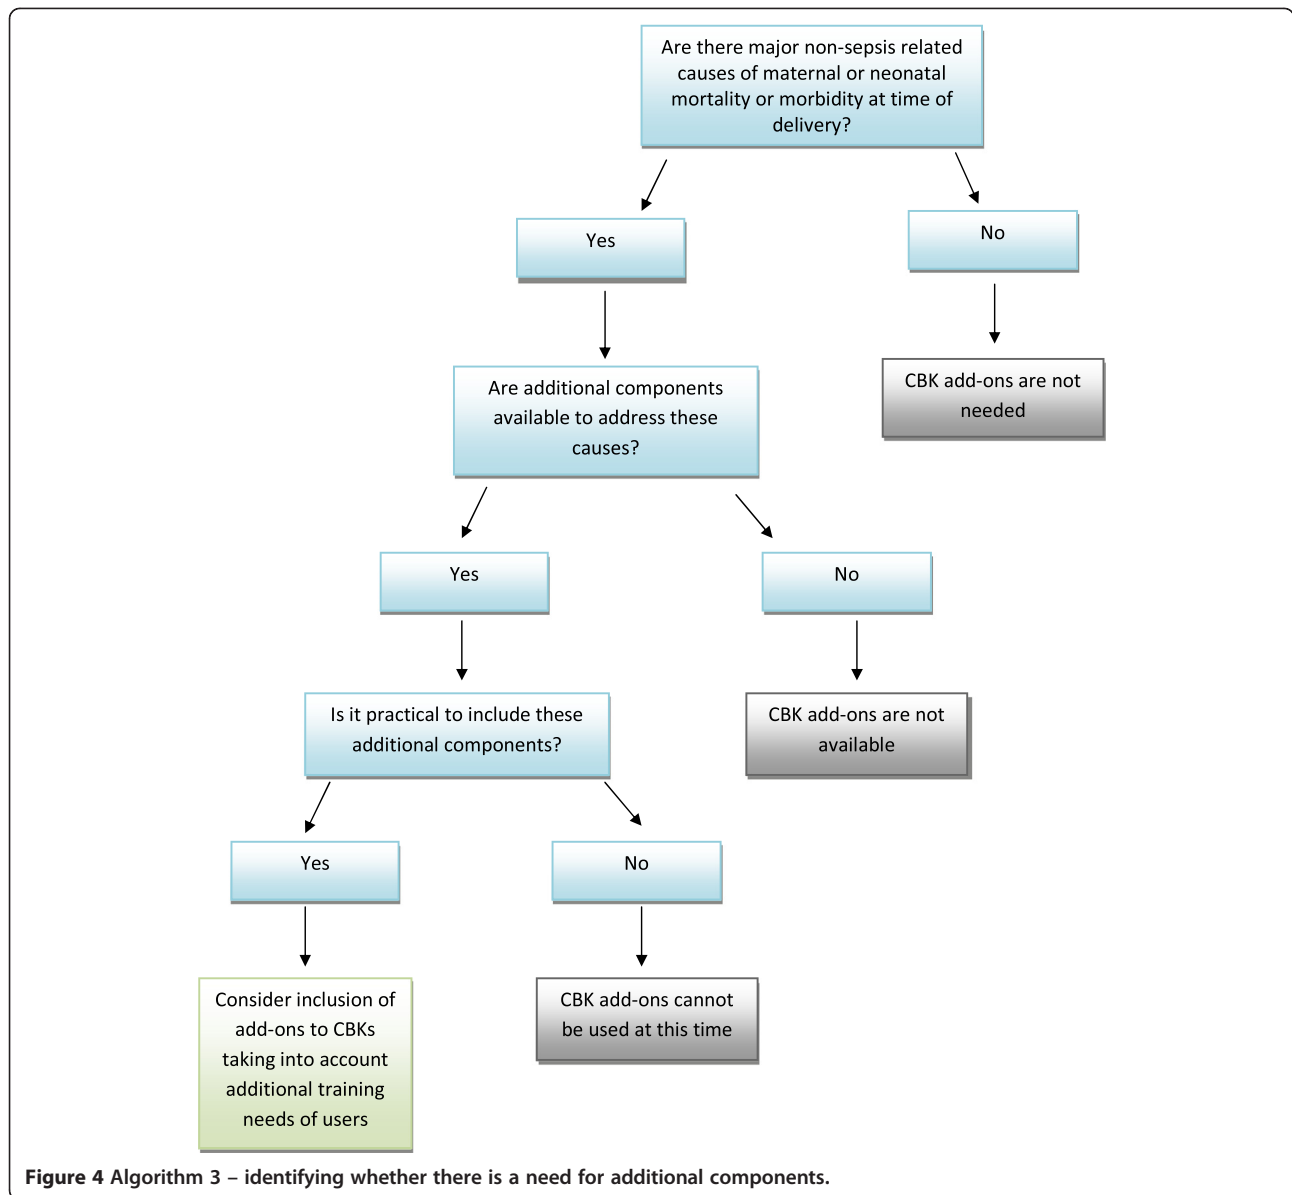 Are there major non-sepsis related
causes of maternal or neonatal
mortality or morbidity at time of
delivery?
Yes
No
Are additional components
available to address these
causes?
CBK add-ons are not
needed
Yes
No
Is it practical to include these
additional components?
CBK add-ons are not
available
Yes
No
Consider inclusion of
add-ons to CBKs
taking into account
additional training
needs of users
CBK add-ons cannot
be used at this time
Figure 4 Algorithm 3 – identifying whether there is a need for additional components.